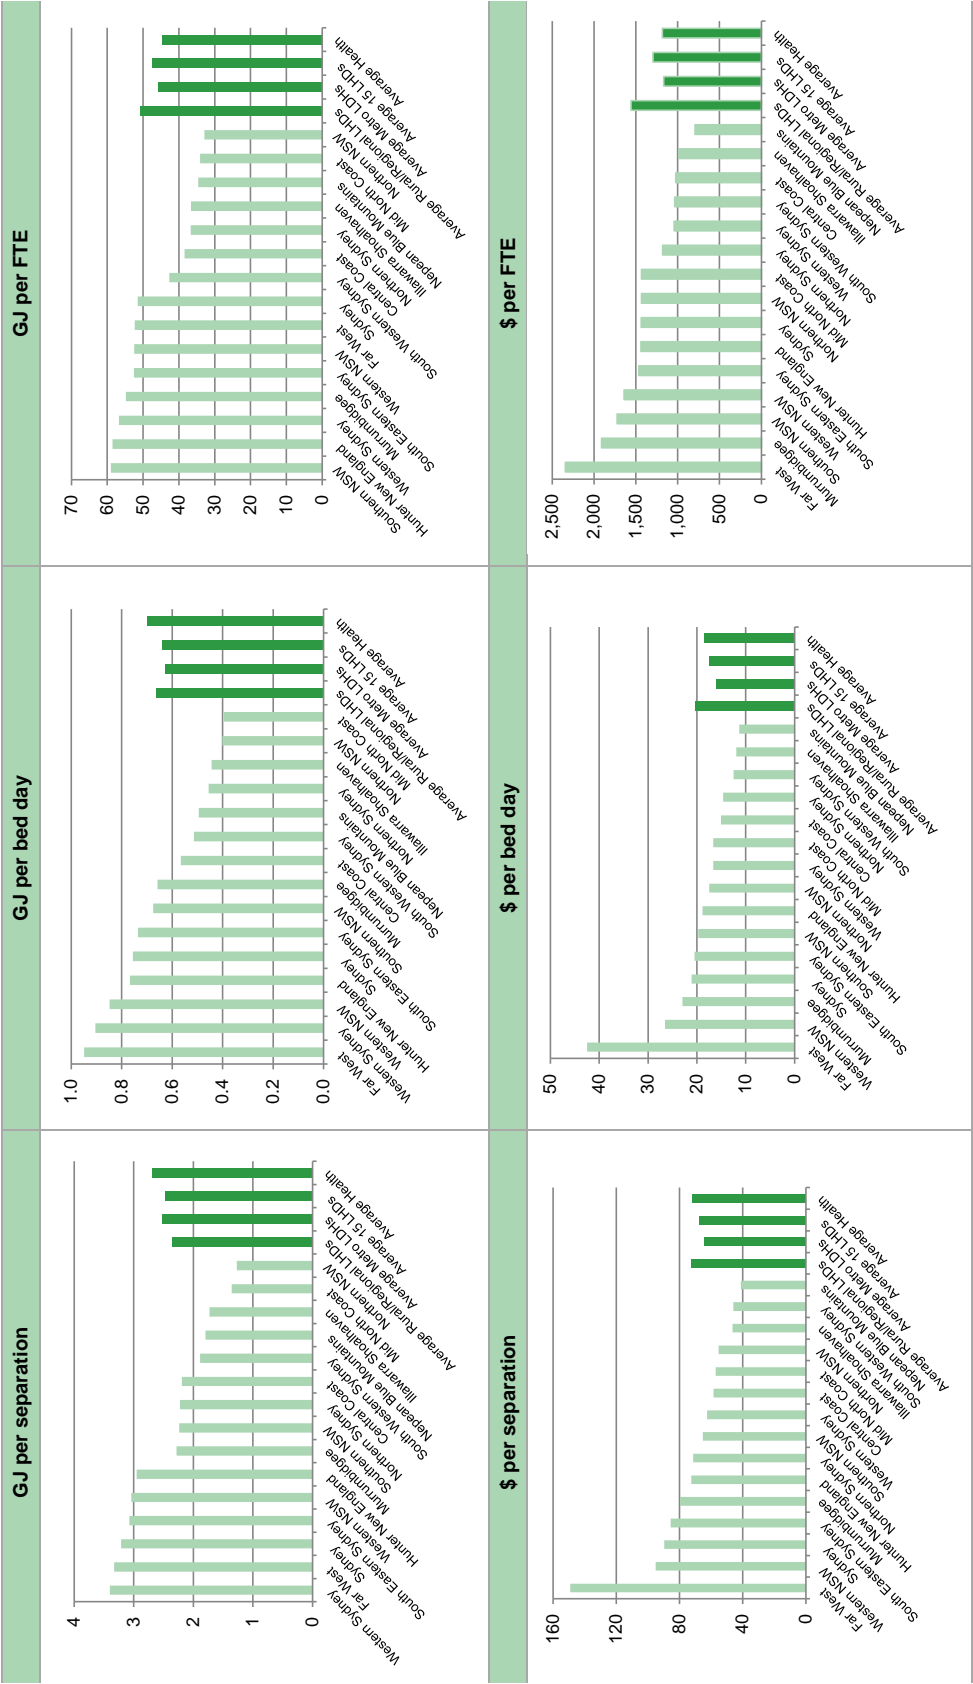 GJ per separation
4
3
2
1
0
Western Sydney
Far West
Sydney
South Eastern Sydney
Western NSW
Hunter New England
Murrumbidgee
Southern NSW
Northern Sydney
Central Coast
South Western Sydney
Nepean Blue Mountains
Illawarra Shoalhaven
Mid North Coast
Northern NSW
Average Rural/Regional LHDs
Average Metro LDHs
Average 15 LHDs
Average Health
GJ per bed day
1.0
0.8
0.6
0.4
0.2
0.0
Far West
Western Sydney
Western NSW
Hunter New England
Sydney
South Eastern Sydney
Southern NSW
Murrumbidgee
Central Coast
South Western Sydney
Nepean Blue Mountains
Northern Sydney
Illawarra Shoalhaven
Northern NSW
Mid North Coast
Average Rural/Regional LHDs
Average Metro LDHs
Average 15 LHDs
Average Health
GJ per FTE
70
60
50
40
30
20
10
0
Southern NSW
Hunter New England
Western Sydney
Murrumbidgee
South Eastern Sydney
Western NSW
Far West
Sydney
South Western Sydney
Central Coast
Northern Sydney
Illawarra Shoalhaven
Nepean Blue Mountains
Mid North Coast
Northern NSW
Average Rural/Regional LHDs
Average Metro LDHs
Average 15 LHDs
Average Health
$ per separation
160
120
80
40
0
Far West
Western NSW
Sydney
South Eastern Sydney
Murrumbidgee
Hunter New England
Northern Sydney
Southern NSW
Western Sydney
Central Coast
Mid North Coast
Northern NSW
Illawarra Shoalhaven
South Western Sydney
Nepean Blue Mountains
Average Rural/Regional LHDs
Average Metro LDHs
Average 15 LHDs
Average Health
$ per bed day
50
40
30
20
10
0
Far West
Western NSW
Murrumbidgee
Sydney
South Eastern Sydney
Southern NSW
Hunter New England
Northern NSW
Western Sydney
Mid North Coast
Central Coast
Northern Sydney
South Western Sydney
Illawarra Shoalhaven
Nepean Blue Mountains
Average Rural/Regional LHDs
Average Metro LDHs
Average 15 LHDs
Average Health
$ per FTE
2,500
2,000
1,500
1,000
500
0
Far West
Murrumbidgee
Southern NSW
Western NSW
South Eastern Sydney
Hunter New England
Sydney
Northern NSW
Mid North Coast
Northern Sydney
Western Sydney
South Western Sydney
Central Coast
Illawarra Shoalhaven
Nepean Blue Mountains
Average Rural/Regional LHDs
Average Metro LDHs
Average 15 LHDs
Average Health